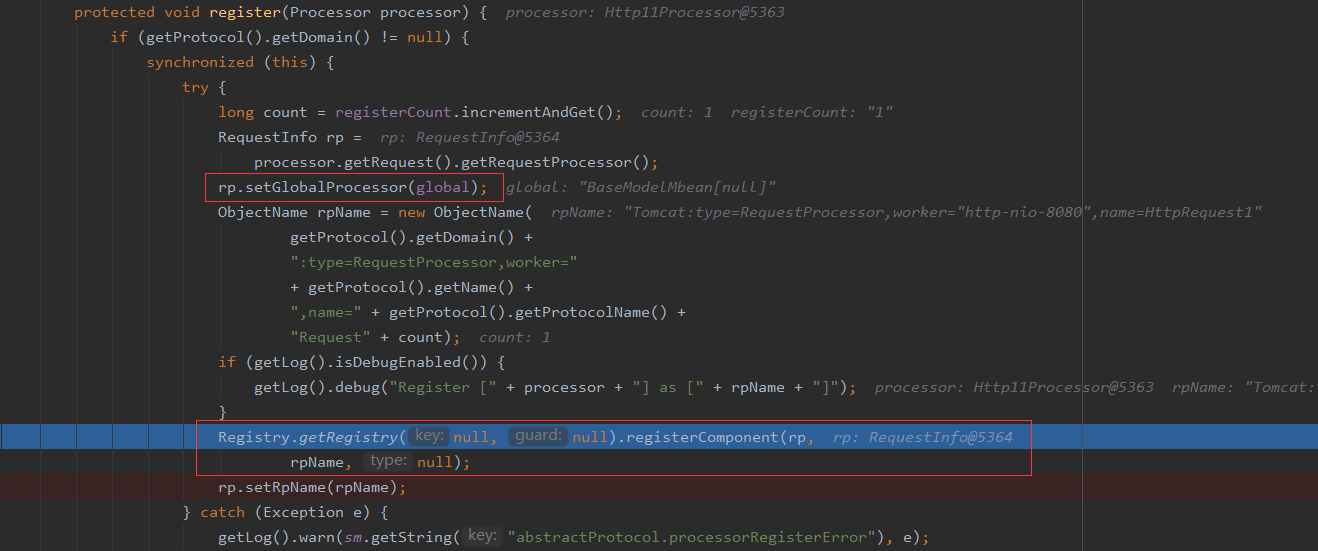 protected void register(Processor processor) {  processor: Http11Processor@5363
if (getProtocol().getDomain() != null) {
synchronized (this) {
try {
long count = registerCount.incrementAndGet();  count: 1  registerCount: "1"
RequestInfo rp =  rp: RequestInfo@5364
processor.getRequest().getRequestProcessor();
rp.setGlobalProcessor(global);  global: "BaseModelMbean[null]"
ObjectName rpName = new ObjectName(  rpName: "Tomcat:type=RequestProcessor,worker="http-nio-8080",name=HttpRequest1"
getProtocol().getDomain() +
":type=RequestProcessor,worker="
+ getProtocol().getName() +
",name=" + getProtocol().getProtocolName() +
"Request" + count);  count: 1
if (getLog().isDebugEnabled()) {
getLog().debug("Register [" + processor + "] as [" + rpName + "]");  processor: Http11Processor@5363  rpName: "Tomcat:
}
Registry.getRegistry( key: null, guard: null).registerComponent(rp,  rp: RequestInfo@5364
rpName, type: null);
rp.setRpName(rpName);
} catch (Exception e) {
getLog().warn(sm.getString( key: "abstractProtocol.processorRegisterError"), e);